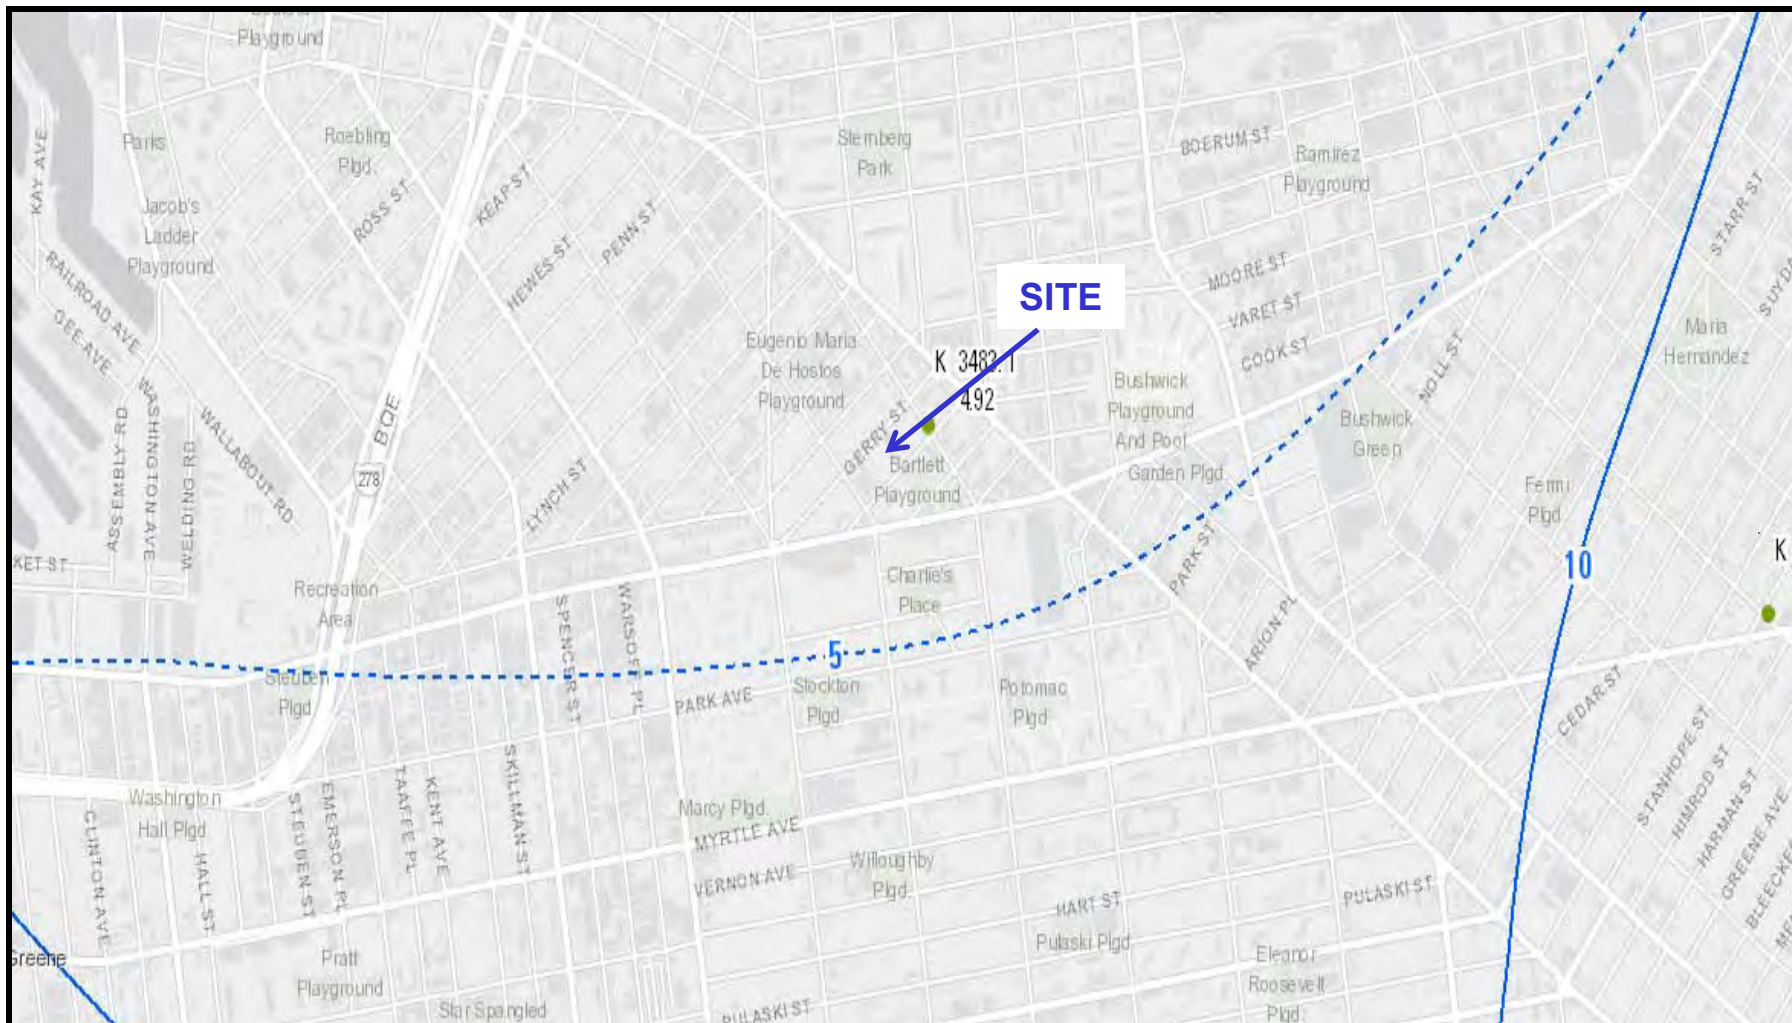 Playground
Parks
Roebling
Plgd.
Sternberg
Park
BOERUM ST
Ramirez
Playground
KAY AVE
Jacob's
Ladder
Playground
ROSS ST
KEAP ST
HEWES ST
PENN ST
STARR ST
RAILROAD AVE
GEE AVE
MOORE ST
VARET ST
COOK ST
SITE
Maria
Hernandez
Eugenio Maria
De Hostos
Playground
K 3483.1
4.92
Bushwick
Playground
And Pool
NOLL ST
Bushwick
Green
ASSEMBLY RD
WASHINGTON AVE
WELDING RD
WALLABOUT RD
BQE
278
LYNCH ST
GERRY ST
Bartlett
Playground
Garden Plgd.
Fermi
Plgd
KET ST
Recreation
Area
SPENCER ST
WARSOFF PL
Charlie's
Place
PARK ST
ARION PL
10
K
5
Steuben
Plgd
PARK AVE
Stockton
Plgd
Potomac
Plgd
CEDAR ST
STANHOPE ST
HIMROD ST
HARMAN ST
GREENE AVE
Washington
Hall Plgd
CLINTON AVE
HALL ST
STEUBEN ST
EMERSON PL
TAAFFE PL
KENT AVE
SKILLMAN ST
Marcy Plgd.
MYRTLE AVE
VERNON AVE
Willoughby
Plgd.
HART ST
PULASKI ST
Pulaski Plgd
Greene
Pratt
Playground
Star Spangled
PULASKI ST
Eleanor
Roosevelt
Plgd.